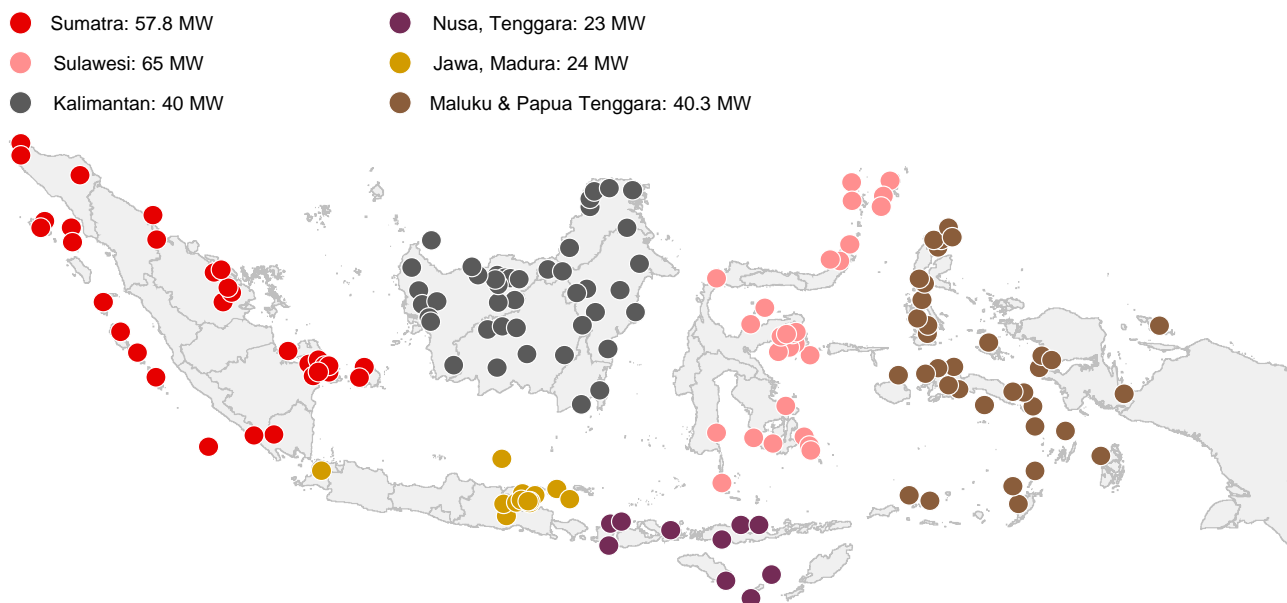 Sumatra: 57.8 MW
Sulawesi: 65 MW
Kalimantan: 40 MW
Nusa, Tenggara: 23 MW
Jawa, Madura: 24 MW
Maluku & Papua Tenggara: 40.3 MW